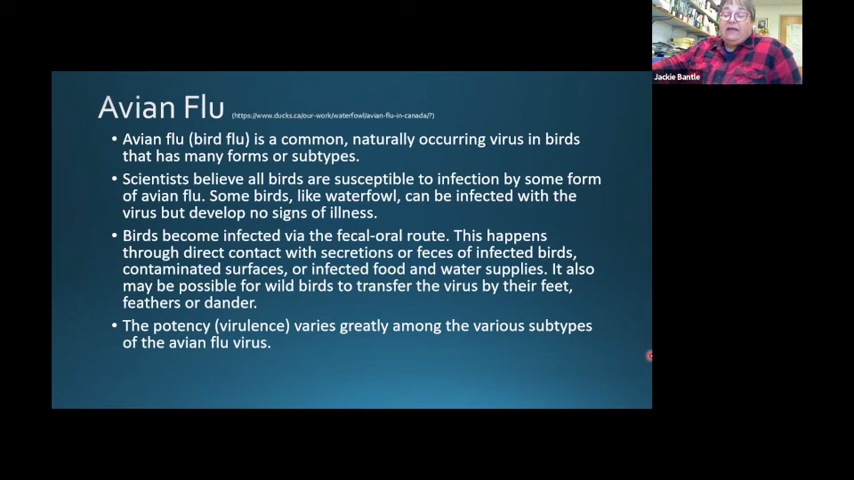 Avian Flu (https://www.ducks.ca/our-work/waterfowl/avian-flu-in-canada/?)
• Avian flu (bird flu) is a common, naturally occurring virus in birds
that has many forms or subtypes.
• Scientists believe all birds are susceptible to infection by some form
of avian flu. Some birds, like waterfowl, can be infected with the
virus but develop no signs of illness.
• Birds become infected via the fecal-oral route. This happens
through direct contact with secretions or feces of infected birds,
contaminated surfaces, or infected food and water supplies. It also
may be possible for wild birds to transfer the virus by their feet,
feathers or dander.
• The potency (virulence) varies greatly among the various subtypes
of the avian flu virus.
Jackie Bantle